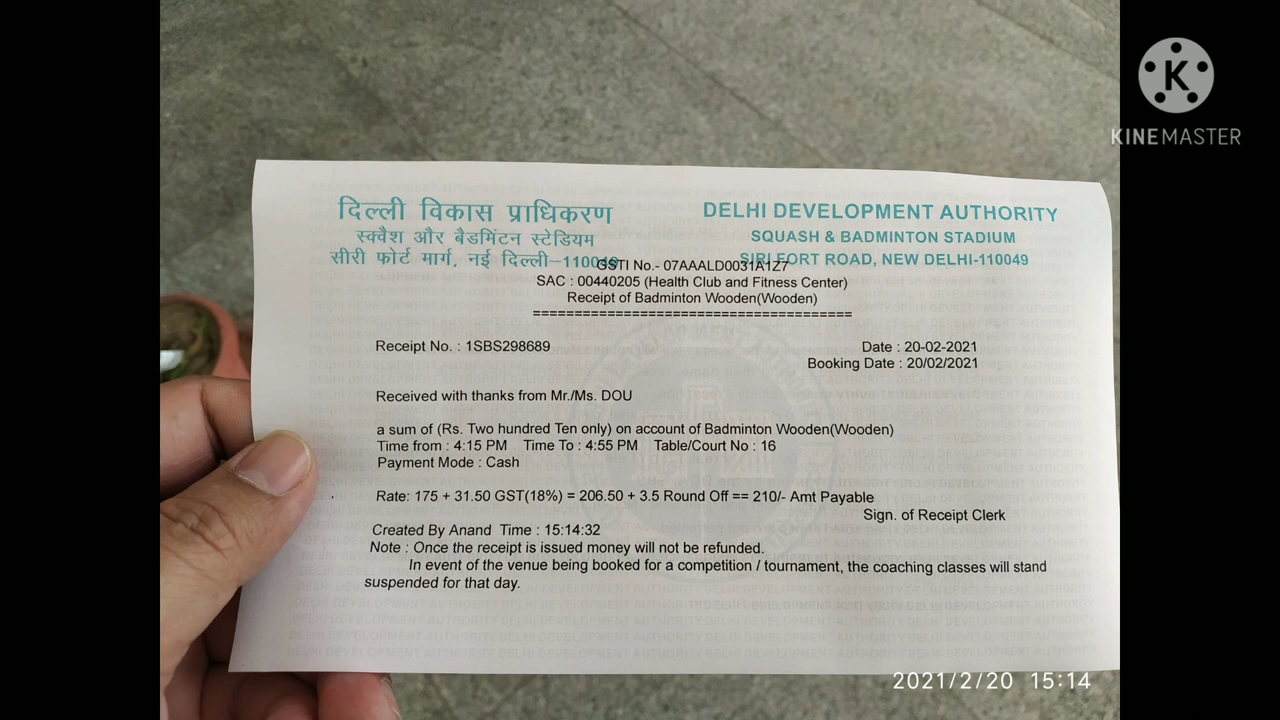 K
KINEMASTER
दिल्ली विकास प्राधिकरण
स्क्वैश और बैडमिंटन स्टेडियम
सीरी फोर्ट मार्ग, नई दिल्ली-110049
DELHI DEVELOPMENT AUTHORITY
SQUASH & BADMINTON STADIUM
SIRI FORT ROAD, NEW DELHI-110049
GSTI No.- 07AAALD0031A1Z7
SAC : 00440205 (Health Club and Fitness Center)
Receipt of Badminton Wooden(Wooden)
======================================
Receipt No. : 1SBS298689
Date : 20-02-2021
Booking Date : 20/02/2021
Received with thanks from Mr./Ms. DOU
a sum of (Rs. Two hundred Ten only) on account of Badminton Wooden(Wooden)
Time from : 4:15 PM Time To : 4:55 PM Table/Court No : 16
Payment Mode : Cash
Rate: 175 + 31.50 GST(18%) = 206.50 + 3.5 Round Off == 210/- Amt Payable
Sign. of Receipt Clerk
Created By Anand Time : 15:14:32
Note : Once the receipt is issued money will not be refunded.
In event of the venue being booked for a competition / tournament, the coaching classes will stand
suspended for that day.
2021/2/20 15:14